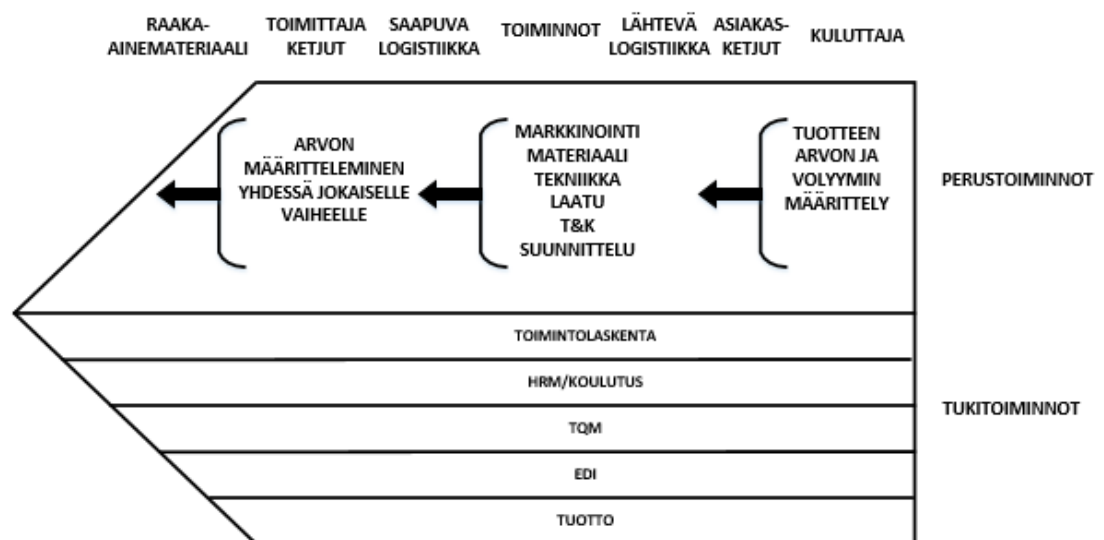 RAAKA-
AINEMATERIAALI
TOIMITTAJA
KETJUT
SAAPUVA
LOGISTIIKKA
TOIMINNOT
LÄHTEVÄ
LOGISTIIKKA
ASIAKAS-
KETJUT
KULUTTAJA
ARVON
MÄÄRITTELEMINEN
YHDESSÄ JOKAISELLE
VAIHEELLE
MARKKINOINTI
MATERIAALI
TEKNIIKKA
LAATU
T&K
SUUNNITTELU
TUOTTEEN
ARVON JA
VOLYYMIN
MÄÄRITTELY
PERUSTOIMINNOT
TOIMINTOLASKENTA
HRM/KOULUTUS
TQM
EDI
TUOTTO
TUKITOIMINNOT